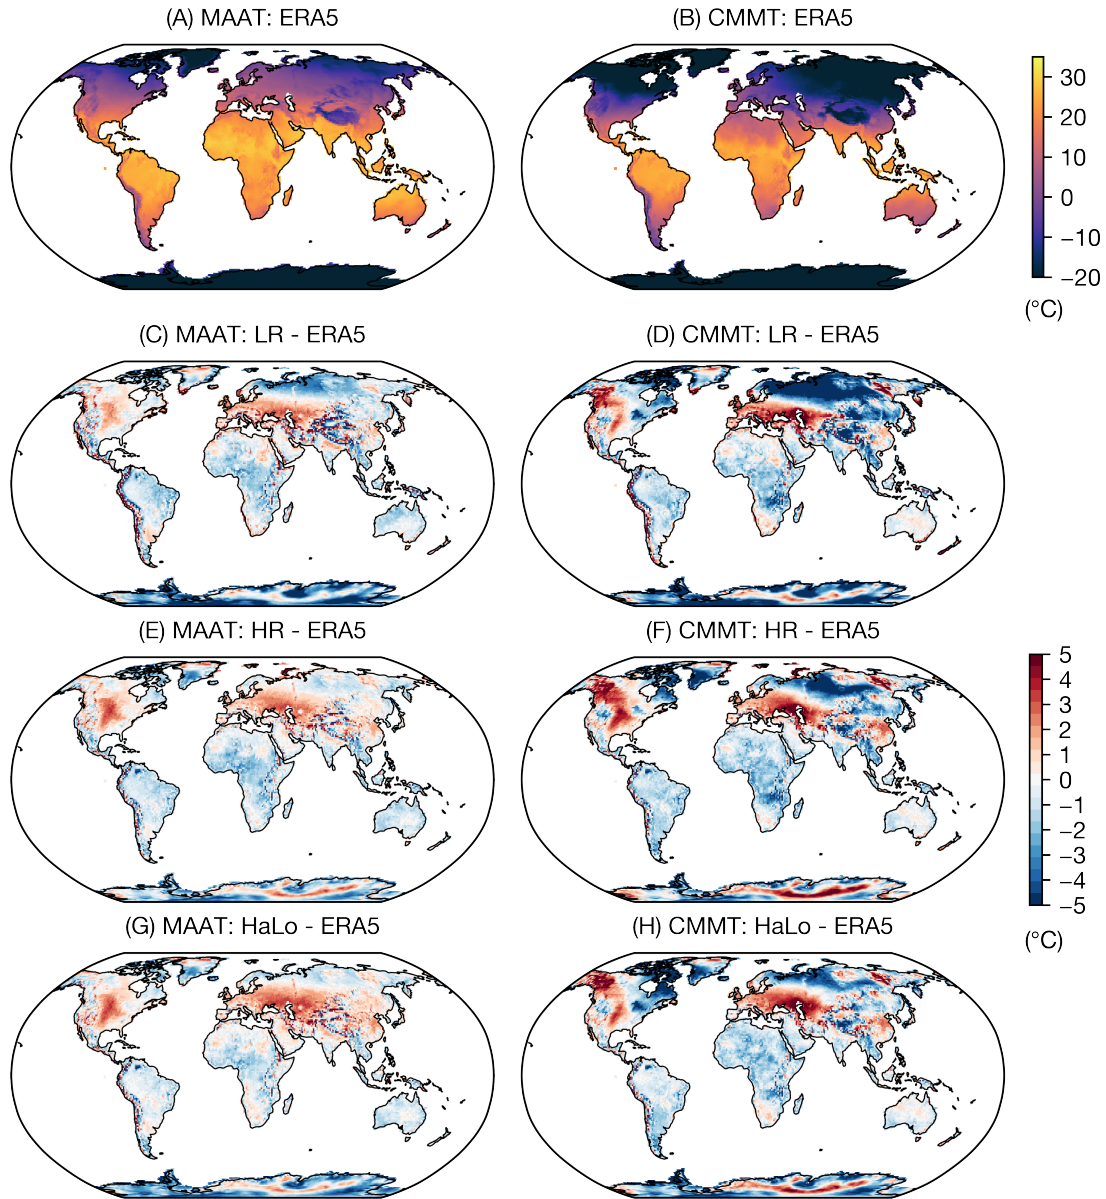 (A) MAAT: ERA5
(B) CMMT: ERA5
30
20
10
0
−10
−20
(°C)
(C) MAAT: LR - ERA5
(D) CMMT: LR - ERA5
(E) MAAT: HR - ERA5
(F) CMMT: HR - ERA5
5
4
3
2
1
0
−1
−2
−3
−4
−5
(°C)
(G) MAAT: HaLo - ERA5
(H) CMMT: HaLo - ERA5